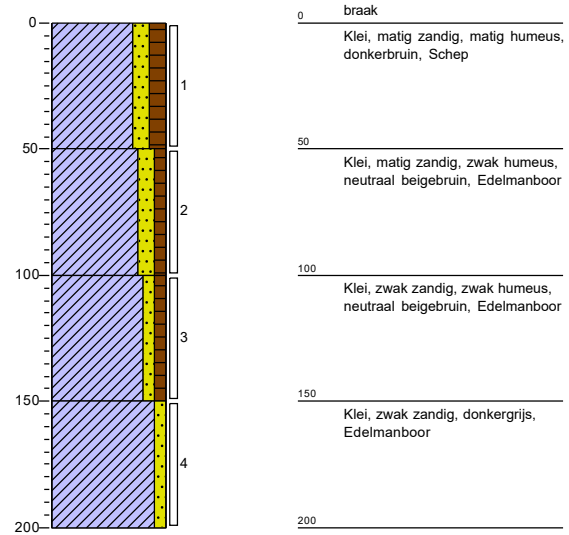 0
50
100
150
200
1
2
3
4
braak
0
Klei, matig zandig, matig humeus,
donkerbruin, Schep
50
Klei, matig zandig, zwak humeus,
neutraal beigebruin, Edelmanboor
100
Klei, zwak zandig, zwak humeus,
neutraal beigebruin, Edelmanboor
150
Klei, zwak zandig, donkergrijs,
Edelmanboor
200